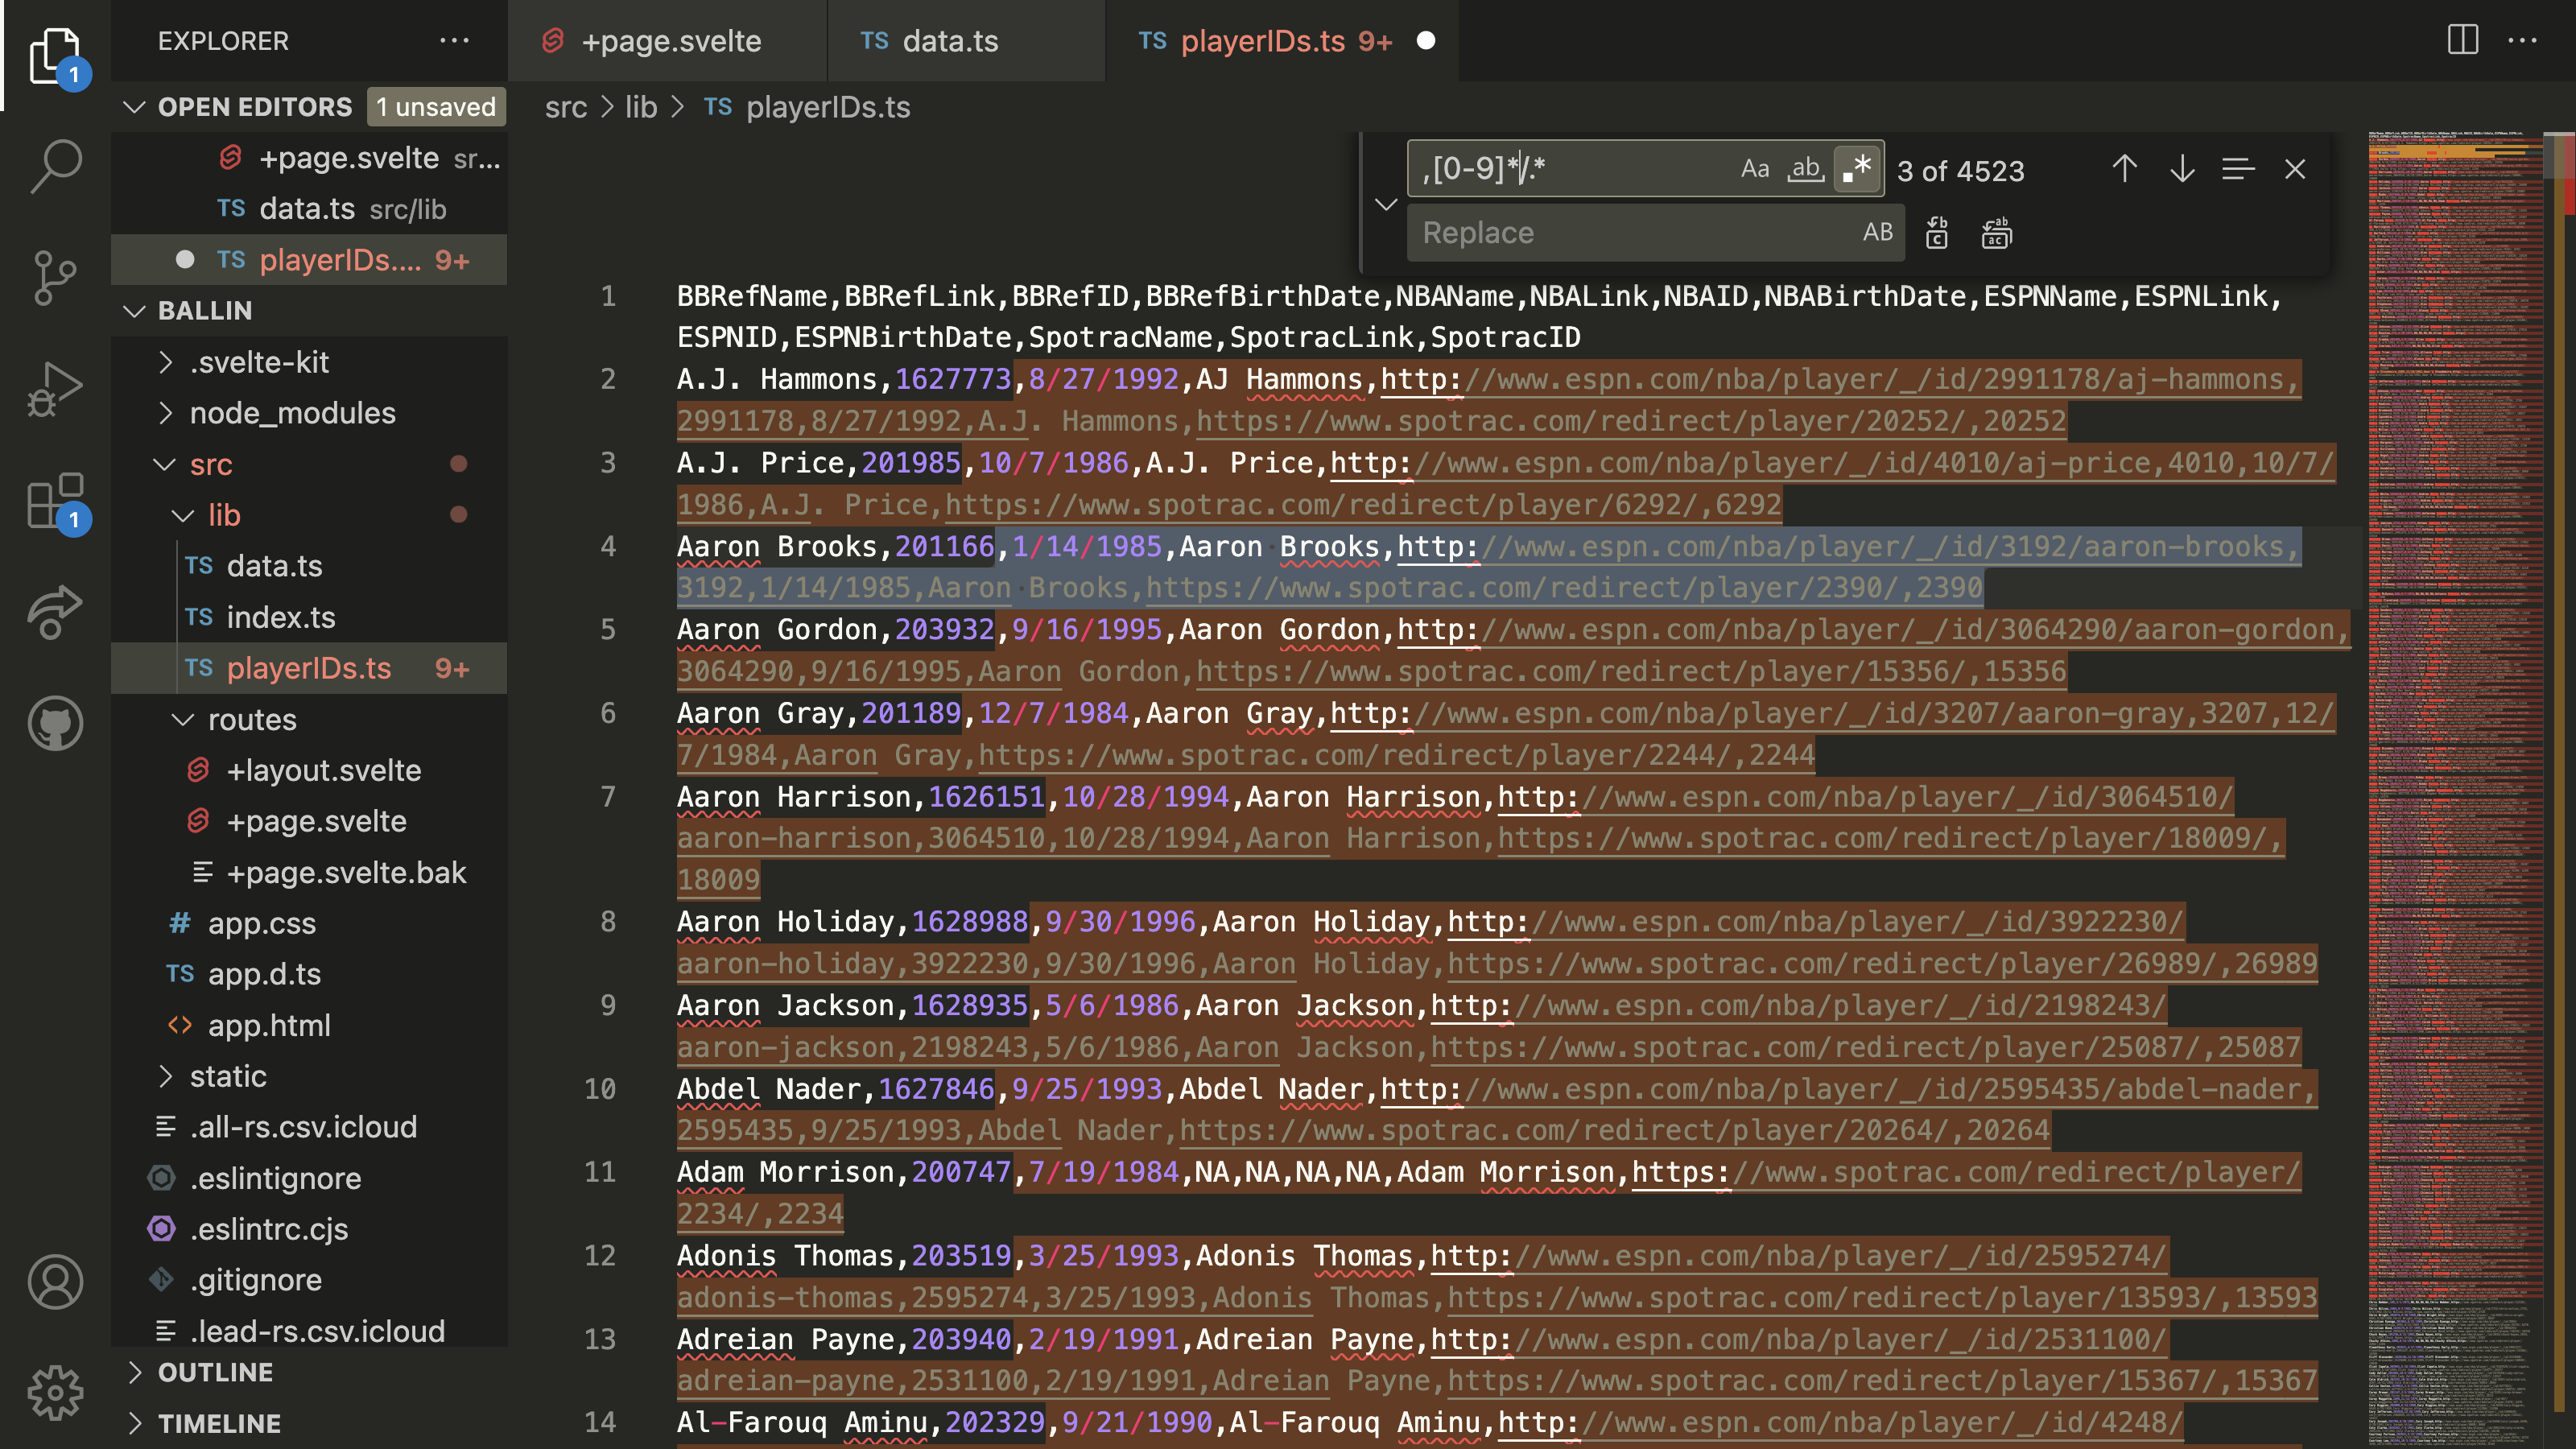 EXPLORER
1
OPEN EDITORS
1 unsaved
+page.svelte sr...
TS data.ts src/lib
TS playerIDs.... 9+
BALLIN
.svelte-kit
node_modules
src
lib
TS data.ts
TS index.ts
TS playerIDs.ts 9+
routes
+layout.svelte
+page.svelte
+page.svelte.bak
# app.css
TS app.d.ts
<> app.html
static
.all-rs.csv.icloud
.eslintignore
.eslintrc.cjs
.gitignore
.lead-rs.csv.icloud
OUTLINE
TIMELINE
1
+page.svelte
TS data.ts
TS playerIDs.ts 9+
src > lib > TS playerIDs.ts
,[0-9]*/.*
Aa ab .*
3 of 4523
Replace
AB
1 BBRefName,BBRefLink,BBRefID,BBRefBirthDate,NBAName,NBALink,NBAID,NBABirthDate,ESPNName,ESPNLink,
ESPNID,ESPNBirthDate,SpotracName,SpotracLink,SpotracID
2 A.J. Hammons,1627773,8/27/1992,AJ Hammons,http://www.espn.com/nba/player/_/id/2991178/aj-hammons,
2991178,8/27/1992,A.J. Hammons,https://www.spotrac.com/redirect/player/20252/,20252
3 A.J. Price,201985,10/7/1986,A.J. Price,http://www.espn.com/nba/player/_/id/4010/aj-price,4010,10/7/
1986,A.J. Price,https://www.spotrac.com/redirect/player/6292/,6292
4 Aaron Brooks,201166,1/14/1985,Aaron Brooks,http://www.espn.com/nba/player/_/id/3192/aaron-brooks,
3192,1/14/1985,Aaron Brooks,https://www.spotrac.com/redirect/player/2390/,2390
5 Aaron Gordon,203932,9/16/1995,Aaron Gordon,http://www.espn.com/nba/player/_/id/3064290/aaron-gordon,
3064290,9/16/1995,Aaron Gordon,https://www.spotrac.com/redirect/player/15356/,15356
6 Aaron Gray,201189,12/7/1984,Aaron Gray,http://www.espn.com/nba/player/_/id/3207/aaron-gray,3207,12/
7/1984,Aaron Gray,https://www.spotrac.com/redirect/player/2244/,2244
7 Aaron Harrison,1626151,10/28/1994,Aaron Harrison,http://www.espn.com/nba/player/_/id/3064510/
aaron-harrison,3064510,10/28/1994,Aaron Harrison,https://www.spotrac.com/redirect/player/18009/,
18009
8 Aaron Holiday,1628988,9/30/1996,Aaron Holiday,http://www.espn.com/nba/player/_/id/3922230/
aaron-holiday,3922230,9/30/1996,Aaron Holiday,https://www.spotrac.com/redirect/player/26989/,26989
9 Aaron Jackson,1628935,5/6/1986,Aaron Jackson,http://www.espn.com/nba/player/_/id/2198243/
aaron-jackson,2198243,5/6/1986,Aaron Jackson,https://www.spotrac.com/redirect/player/25087/,25087
10 Abdel Nader,1627846,9/25/1993,Abdel Nader,http://www.espn.com/nba/player/_/id/2595435/abdel-nader,
2595435,9/25/1993,Abdel Nader,https://www.spotrac.com/redirect/player/20264/,20264
11 Adam Morrison,200747,7/19/1984,NA,NA,NA,NA,Adam Morrison,https://www.spotrac.com/redirect/player/
2234/,2234
12 Adonis Thomas,203519,3/25/1993,Adonis Thomas,http://www.espn.com/nba/player/_/id/2595274/
adonis-thomas,2595274,3/25/1993,Adonis Thomas,https://www.spotrac.com/redirect/player/13593/,13593
13 Adreian Payne,203940,2/19/1991,Adreian Payne,http://www.espn.com/nba/player/_/id/2531100/
adreian-payne,2531100,2/19/1991,Adreian Payne,https://www.spotrac.com/redirect/player/15367/,15367
14 Al-Farouq Aminu,202329,9/21/1990,Al-Farouq Aminu,http://www.espn.com/nba/player/_/id/4248/